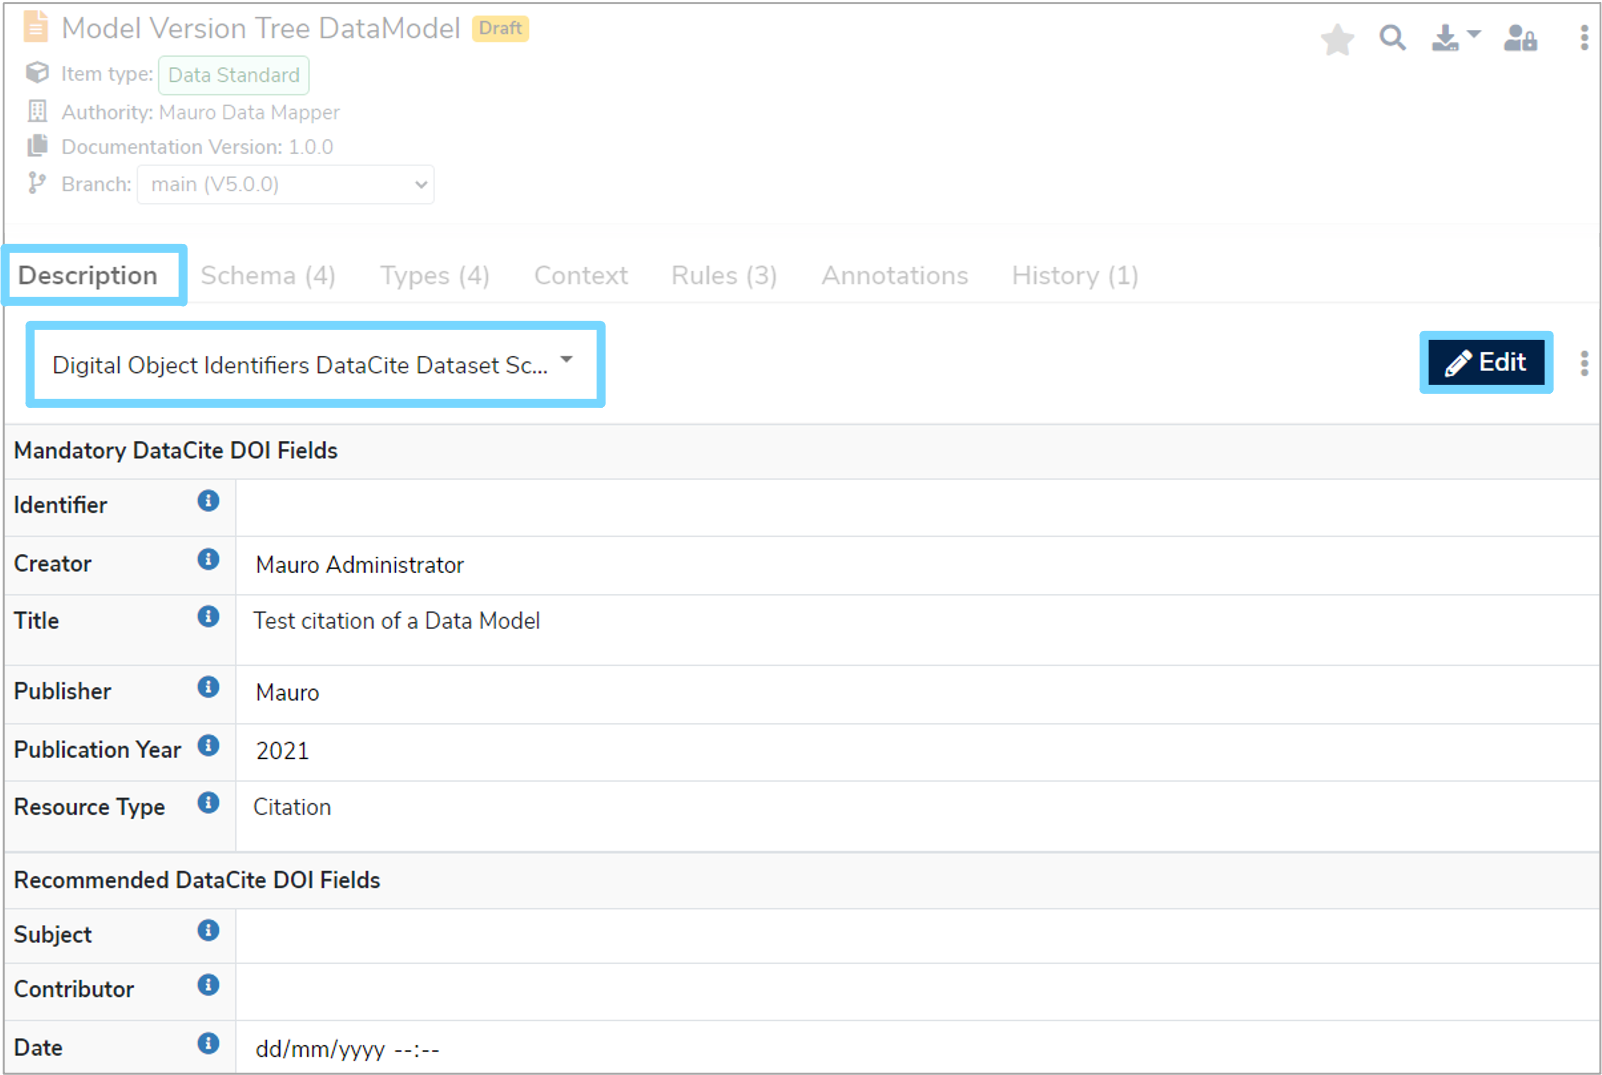 Model Version Tree DataModel Draft
Item type: Data Standard
Authority: Mauro Data Mapper
Documentation Version: 1.0.0
Branch: main (V5.0.0)
Description Schema (4) Types (4) Context Rules (3) Annotations History (1)
Digital Object Identifiers DataCite Dataset Sc... Edit
Mandatory DataCite DOI Fields
Identifier
Creator Mauro Administrator
Title Test citation of a Data Model
Publisher Mauro
Publication Year 2021
Resource Type Citation
Recommended DataCite DOI Fields
Subject
Contributor
Date dd/mm/yyyy --:--